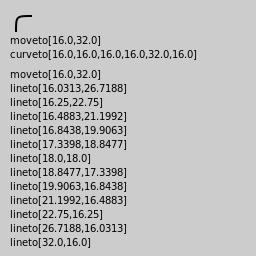 moveto[16.0,32.0]
curveto[16.0,16.0,16.0,16.0,32.0,16.0]
moveto[16.0,32.0]
lineto[16.0313,26.7188]
lineto[16.25,22.75]
lineto[16.4883,21.1992]
lineto[16.8438,19.9063]
lineto[17.3398,18.8477]
lineto[18.0,18.0]
lineto[18.8477,17.3398]
lineto[19.9063,16.8438]
lineto[21.1992,16.4883]
lineto[22.75,16.25]
lineto[26.7188,16.0313]
lineto[32.0,16.0]